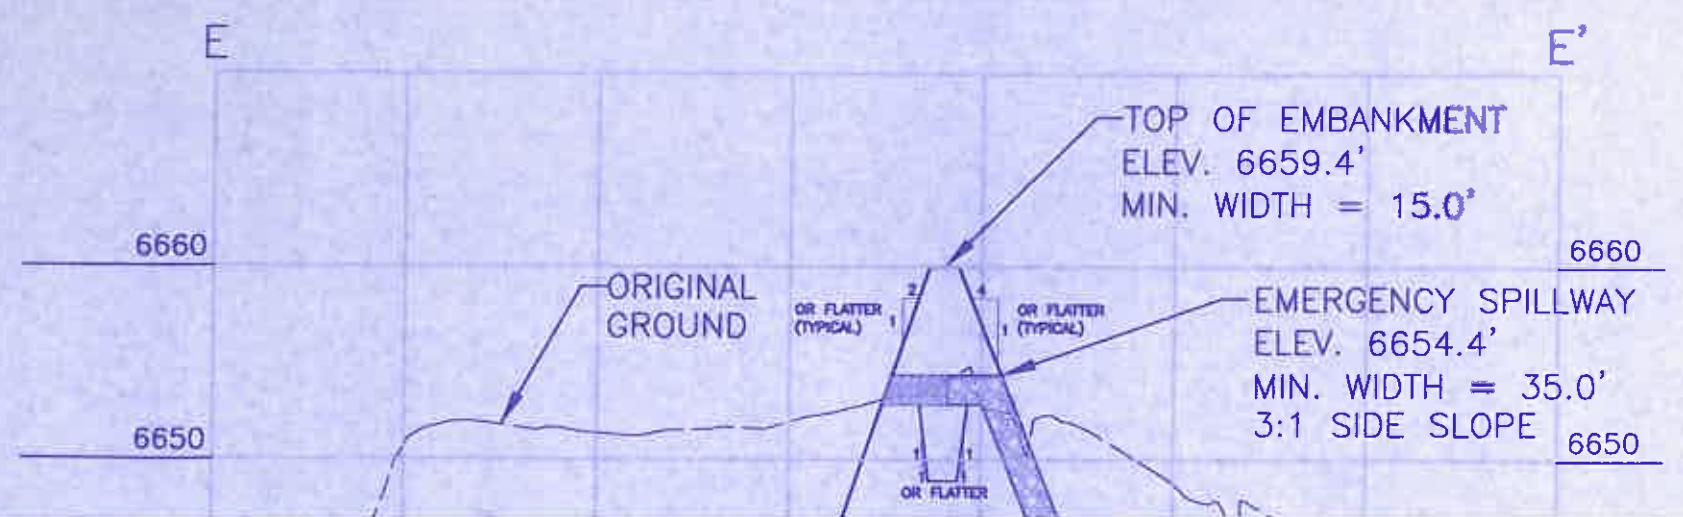 E
E'
TOP OF EMBANKMENT
ELEV. 6659.4'
MIN. WIDTH = 15.0'
6660
6660
ORIGINAL
GROUND
2
OR FLATTER
(TYPICAL)
1
4
OR FLATTER
(TYPICAL)
1
EMERGENCY SPILLWAY
ELEV. 6654.4'
MIN. WIDTH = 35.0'
3:1 SIDE SLOPE
6650
6650
1
1
1
1
OR FLATTER